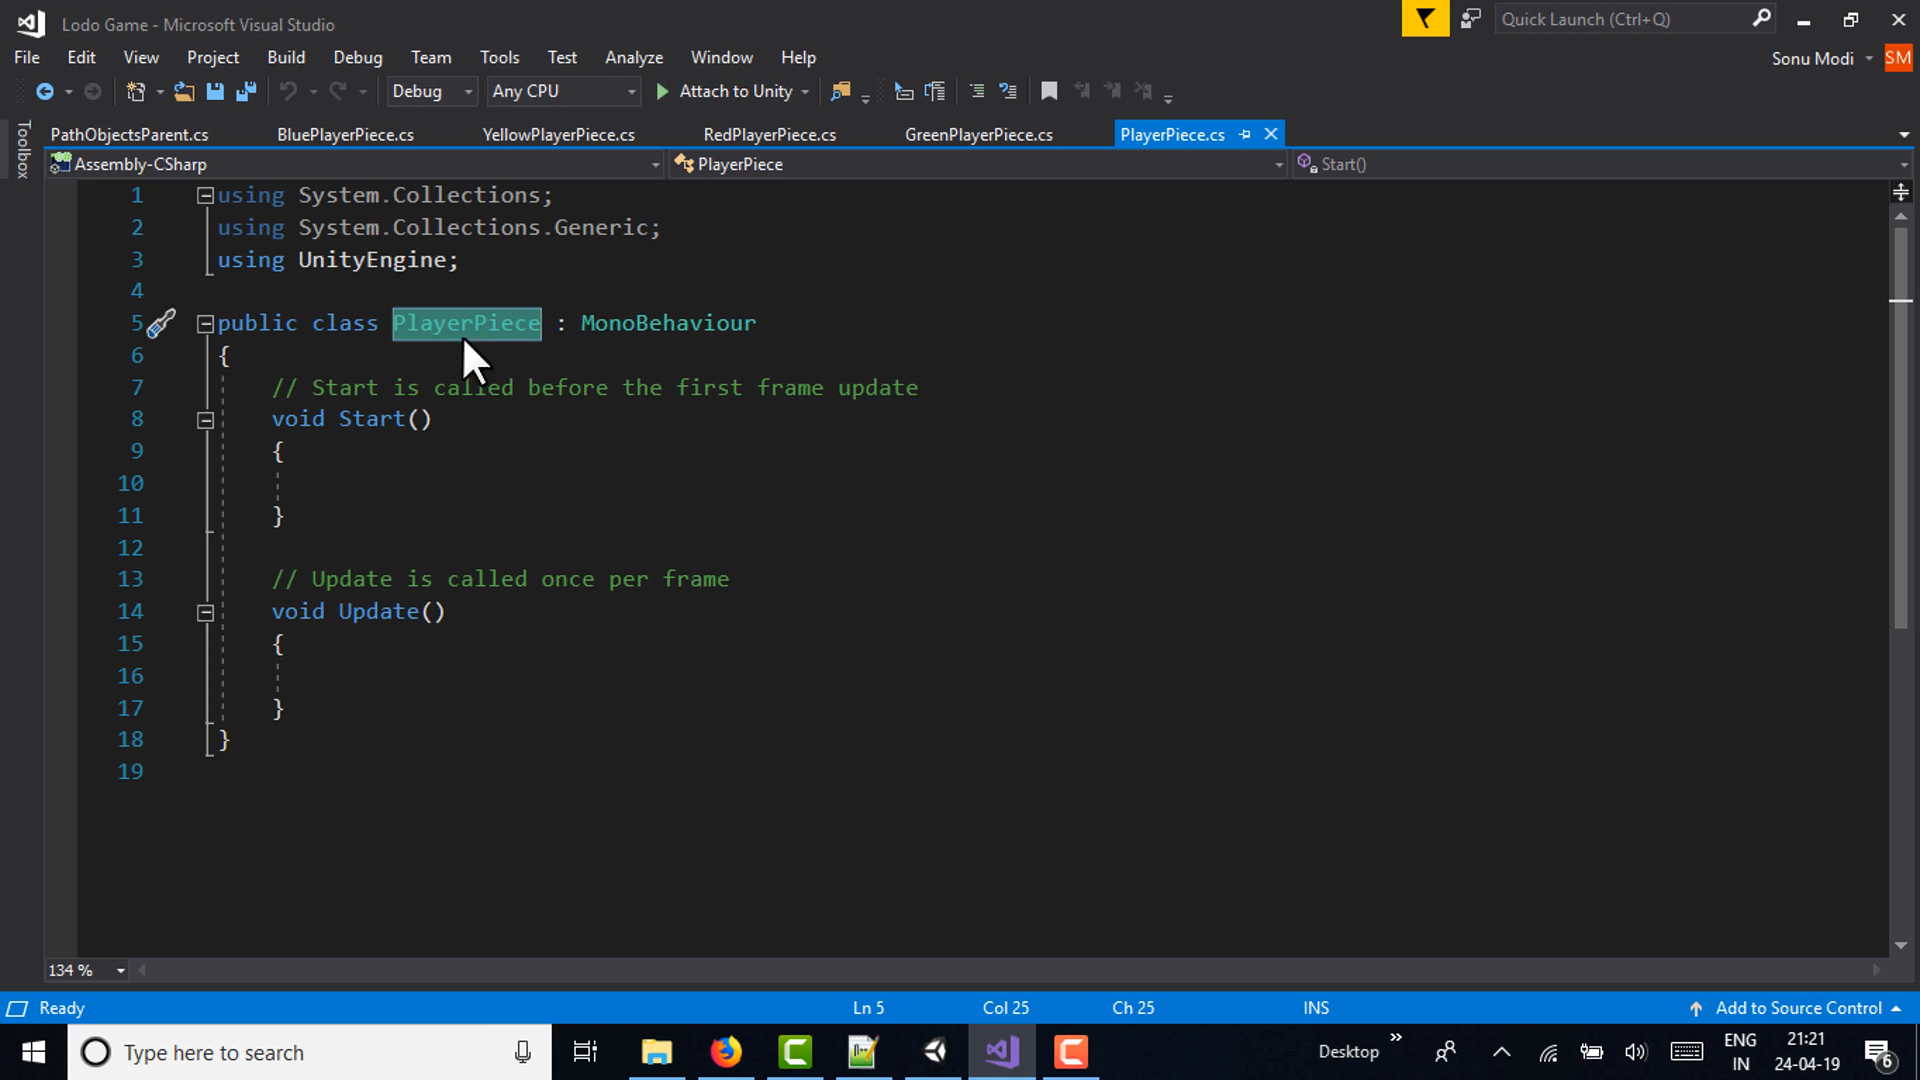 Lodo Game - Microsoft Visual Studio
Quick Launch (Ctrl+Q)
File Edit View Project Build Debug Team Tools Test Analyze Window Help
Sonu Modi SM
Debug Any CPU Attach to Unity
Toolbox
PathObjectsParent.cs BluePlayerPiece.cs YellowPlayerPiece.cs RedPlayerPiece.cs GreenPlayerPiece.cs PlayerPiece.cs
Assembly-CSharp PlayerPiece Start()
1 using System.Collections;
2 using System.Collections.Generic;
3 using UnityEngine;
4
5 public class PlayerPiece : MonoBehaviour
6 {
7 // Start is called before the first frame update
8 void Start()
9 {
10
11 }
12
13 // Update is called once per frame
14 void Update()
15 {
16
17 }
18 }
19
134 %
Ready Ln 5 Col 25 Ch 25 INS Add to Source Control
Type here to search Desktop ENG 21:21
IN 24-04-19 6